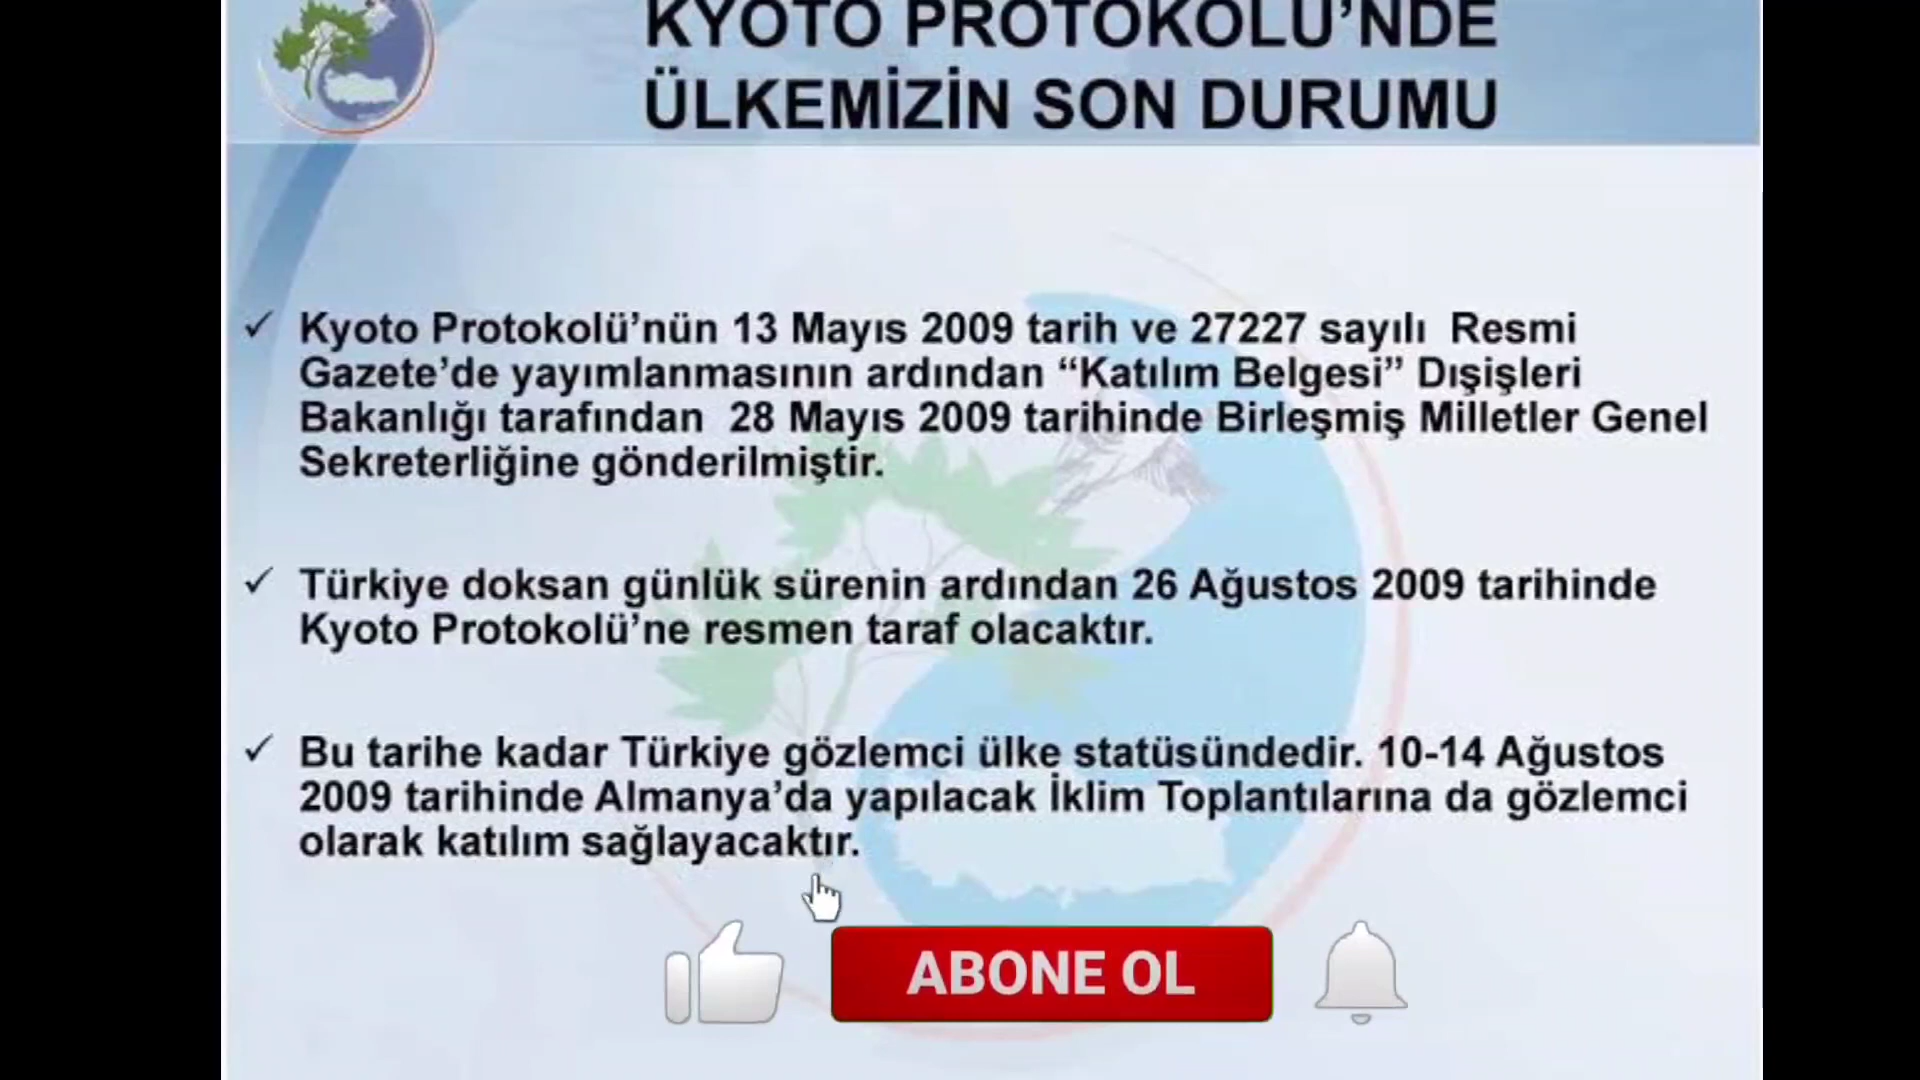 KYOTO PROTOKOLÜ’NDE
ÜLKEMİZİN SON DURUMU
✓ Kyoto Protokolü’nün 13 Mayıs 2009 tarih ve 27227 sayılı Resmi
Gazete’de yayımlanmasının ardından “Katılım Belgesi” Dışişleri
Bakanlığı tarafından 28 Mayıs 2009 tarihinde Birleşmiş Milletler Genel
Sekreterliğine gönderilmiştir.
✓ Türkiye doksan günlük sürenin ardından 26 Ağustos 2009 tarihinde
Kyoto Protokolü’ne resmen taraf olacaktır.
✓ Bu tarihe kadar Türkiye gözlemci ülke statüsündedir. 10-14 Ağustos
2009 tarihinde Almanya’da yapılacak İklim Toplantılarına da gözlemci
olarak katılım sağlayacaktır.
ABONE OL